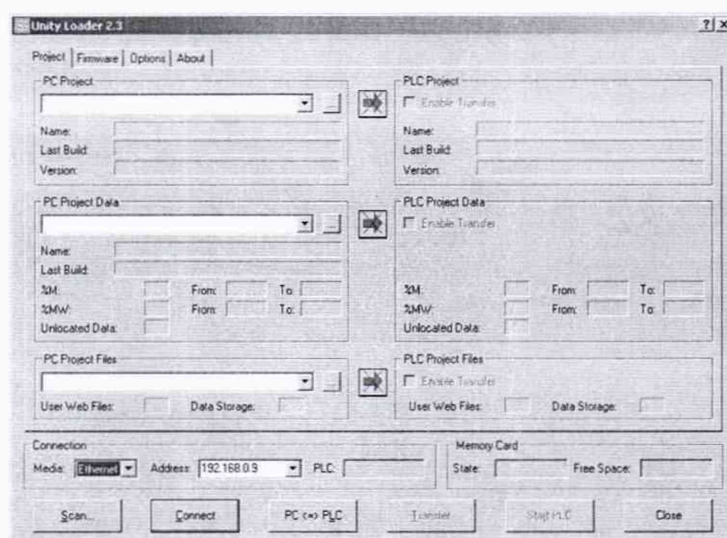 Unity Loader 2.3
Project Firmware Options About
PC Project
PLC Project
... Enable Transfer
Name: Name:
Last Build: Last Build:
Version: Version:
PC Project Data
PLC Project Data
... Enable Transfer
Name:
Last Build:
%M: From: To: %M: From: To:
%MW: From: To: %MW: From: To:
Unlocated Data: Unlocated Data:
PC Project Files
PLC Project Files
... Enable Transfer
User Web Files: Data Storage: User Web Files: Data Storage:
Connection
Memory Card
Media: Ethernet Address: 192.168.0.9 PLC: State: Free Space:
Scan... Connect PC <=> PLC Transfer Start PLC Close